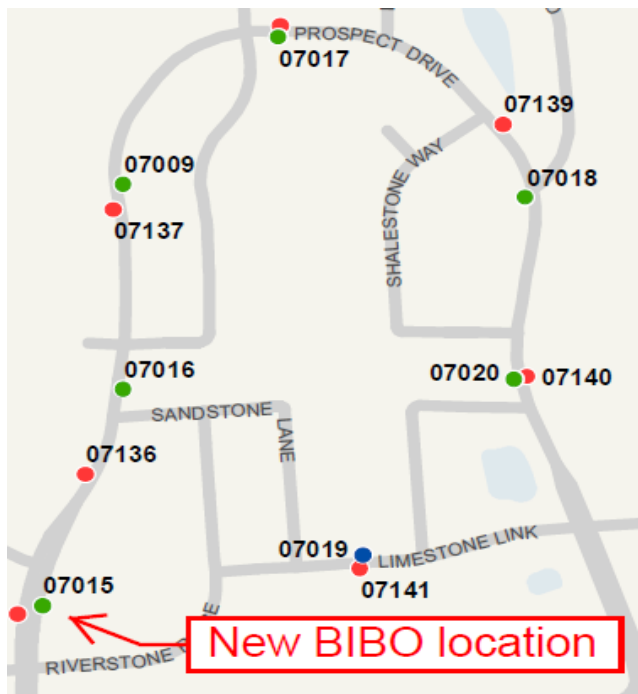 PROSPECT DRIVE
07017
07139
07009
07018
SHALESTONE WAY
07137
07016
07020
07140
SANDSTONE
LANE
07136
07019
LIMESTONE LINK
07015
07141
New BIBO location
RIVERSTONE